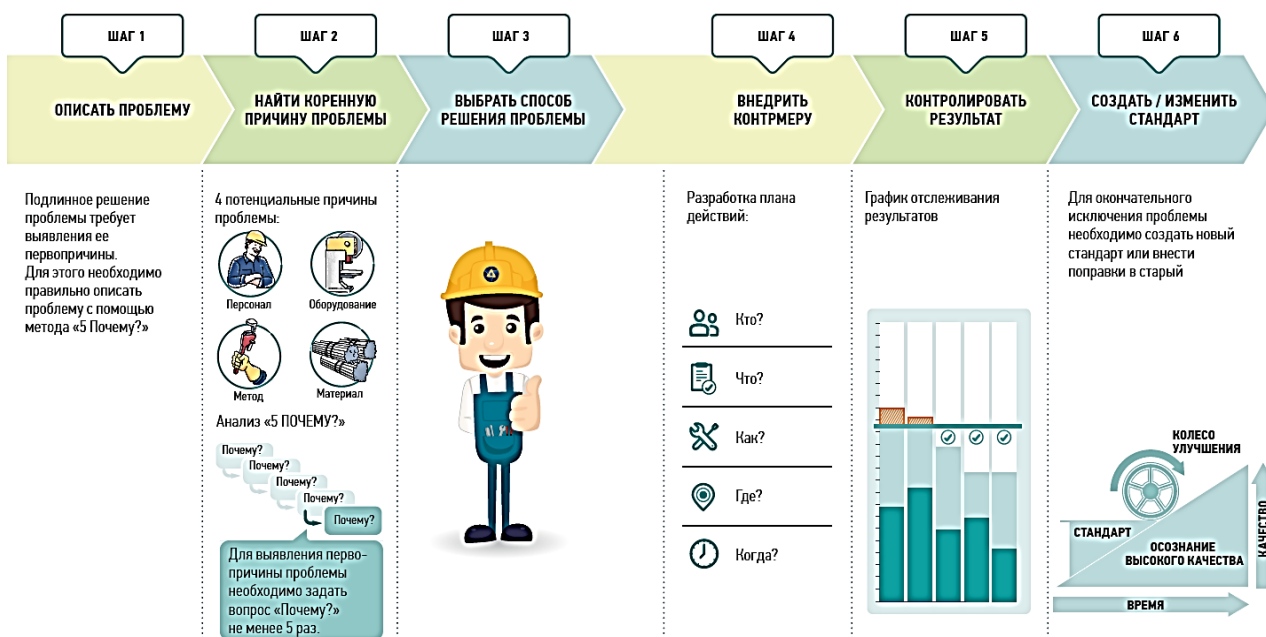 ШАГ 1
ШАГ 2
ШАГ 3
ШАГ 4
ШАГ 5
ШАГ 6
ОПИСАТЬ ПРОБЛЕМУ
НАЙТИ КОРЕННУЮ
ПРИЧИНУ ПРОБЛЕМЫ
ВЫБРАТЬ СПОСОБ
РЕШЕНИЯ ПРОБЛЕМЫ
ВНЕДРИТЬ
КОНТРМЕРУ
КОНТРОЛИРОВАТЬ
РЕЗУЛЬТАТ
СОЗДАТЬ / ИЗМЕНИТЬ
СТАНДАРТ
Подлинное решение
проблемы требует
выявления ее
первопричины.
Для этого необходимо
правильно описать
проблему с помощью
метода «5 Почему?»
4 потенциальные причины
проблемы:
Персонал
Оборудование
Метод
Материал
Анализ «5 ПОЧЕМУ?»
Почему?
Почему?
Почему?
Почему?
Почему?
Для выявления перво-
причины проблемы
необходимо задать
вопрос «Почему?»
не менее 5 раз.
Разработка плана
действий:
Кто?
Что?
Как?
Где?
Когда?
График отслеживания
результатов
Для окончательного
исключения проблемы
необходимо создать новый
стандарт или внести
поправки в старый
КОЛЕСО
УЛУЧШЕНИЯ
СТАНДАРТ
ОСОЗНАНИЕ
ВЫСОКОГО КАЧЕСТВА
КАЧЕСТВО
ВРЕМЯ